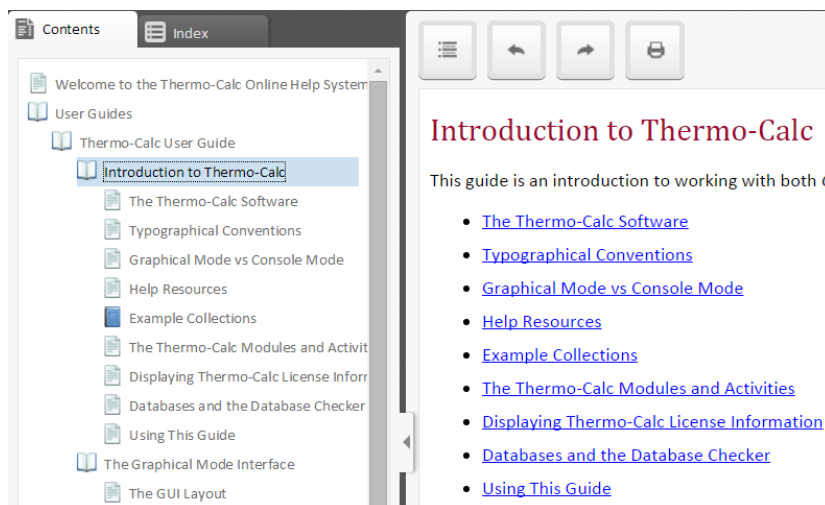 Contents
Index
Welcome to the Thermo-Calc Online Help System
User Guides
Thermo-Calc User Guide
Introduction to Thermo-Calc
The Thermo-Calc Software
Typographical Conventions
Graphical Mode vs Console Mode
Help Resources
Example Collections
The Thermo-Calc Modules and Activit
Displaying Thermo-Calc License Infor
Databases and the Database Checker
Using This Guide
The Graphical Mode Interface
The GUI Layout
Introduction to Thermo-Calc
This guide is an introduction to working with both
The Thermo-Calc Software
Typographical Conventions
Graphical Mode vs Console Mode
Help Resources
Example Collections
The Thermo-Calc Modules and Activities
Displaying Thermo-Calc License Information
Databases and the Database Checker
Using This Guide